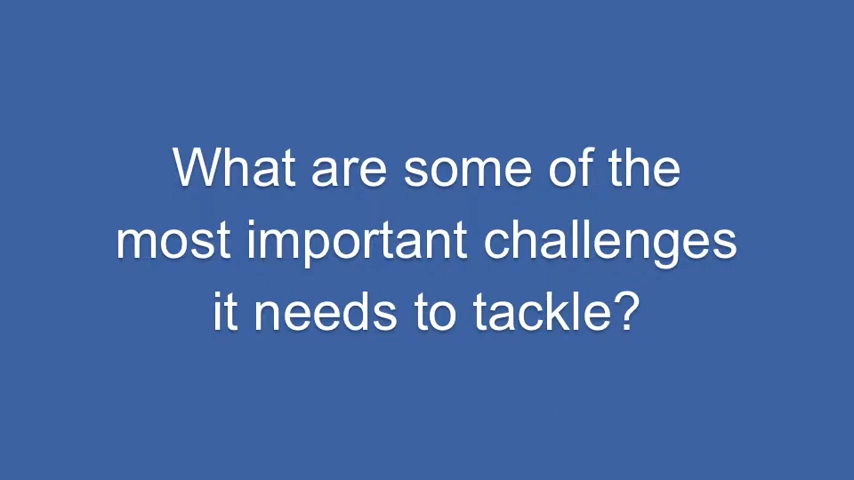 What are some of the
most important challenges
it needs to tackle?